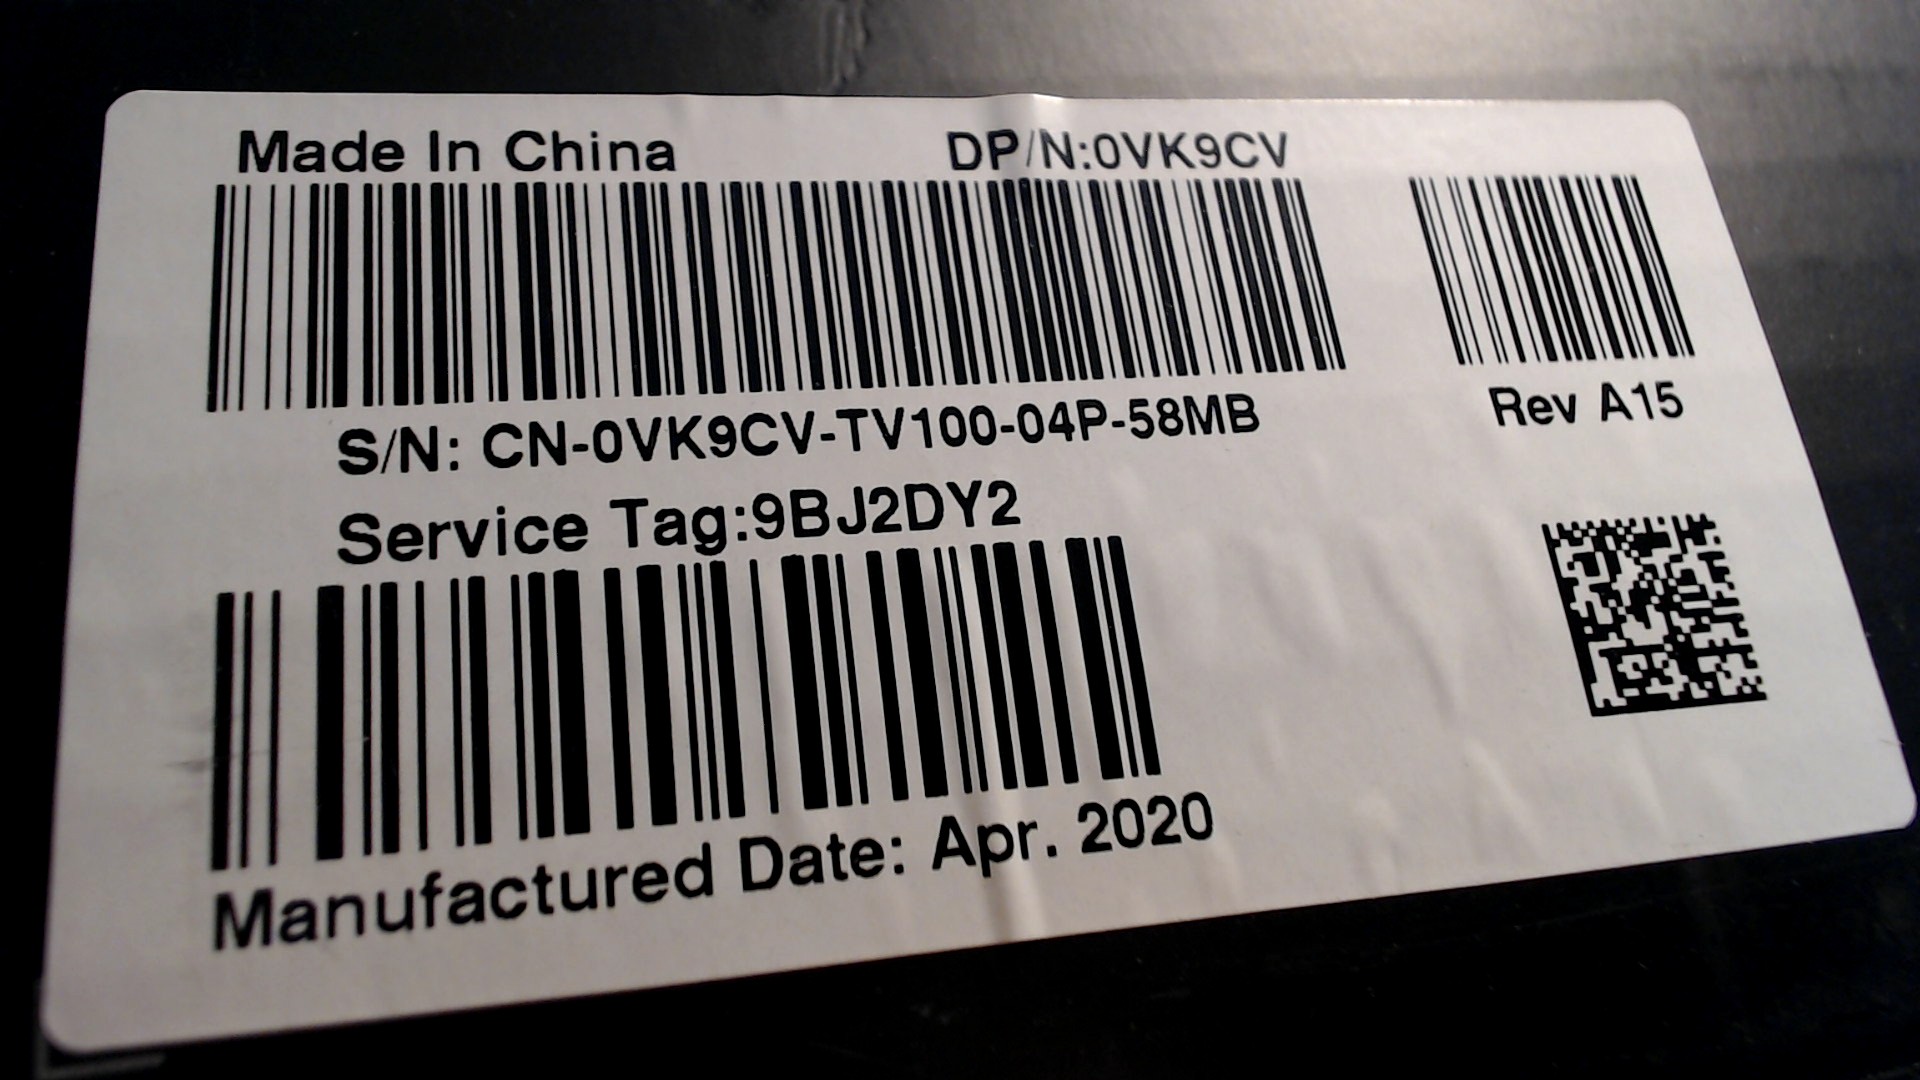 Made In China DP/N:0VK9CV
S/N: CN-0VK9CV-TV100-04P-58MB
Rev A15
Service Tag:9BJ2DY2
Manufactured Date: Apr. 2020